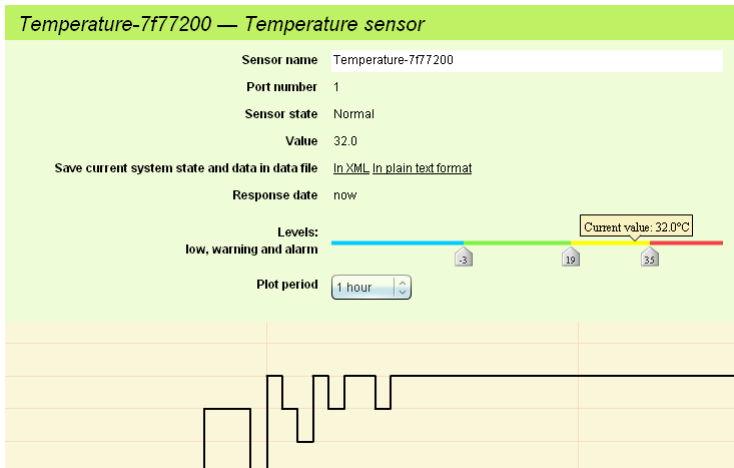 Temperature-7f77200 — Temperature sensor
Sensor name Temperature-7f77200
Port number 1
Sensor state Normal
Value 32.0
Save current system state and data in data file In XML In plain text format
Response date now
Levels:
low, warning and alarm
Current value: 32.0°C
-3 19 35
Plot period 1 hour